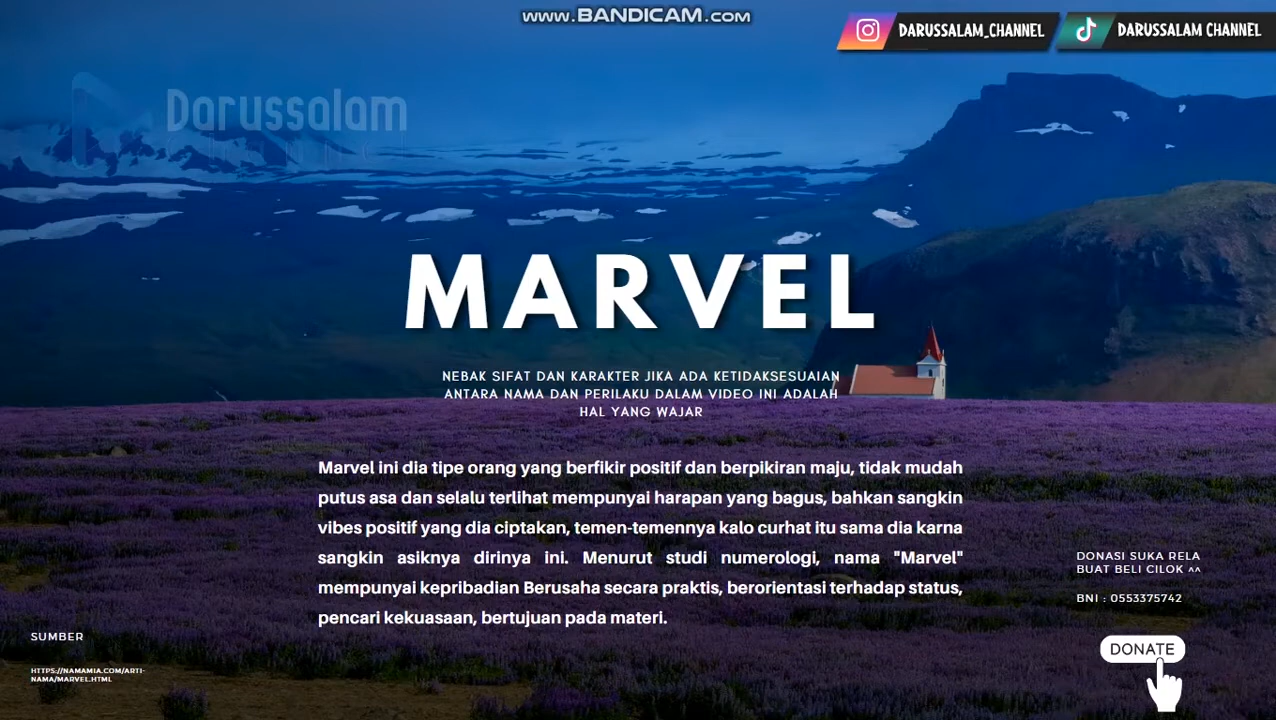 www.BANDICAM.com
DARUSSALAM_CHANNEL
DARUSSALAM CHANNEL
Darussalam
MARVEL
NEBAK SIFAT DAN KARAKTER JIKA ADA KETIDAKSESUAIAN
ANTARA NAMA DAN PERILAKU DALAM VIDEO INI ADALAH
HAL YANG WAJAR
Marvel ini dia tipe orang yang berfikir positif dan berpikiran maju, tidak mudah
putus asa dan selalu terlihat mempunyai harapan yang bagus, bahkan sangkin
vibes positif yang dia ciptakan, temen-temennya kalo curhat itu sama dia karna
sangkin asiknya dirinya ini. Menurut studi numerologi, nama "Marvel"
mempunyai kepribadian Berusaha secara praktis, berorientasi terhadap status,
pencari kekuasaan, bertujuan pada materi.
DONASI SUKA RELA
BUAT BELI CILOK ^^
BNI : 0553375742
DONATE
SUMBER
HTTPS://NAMAMIA.COM/ARTI-
NAMA/MARVEL.HTML